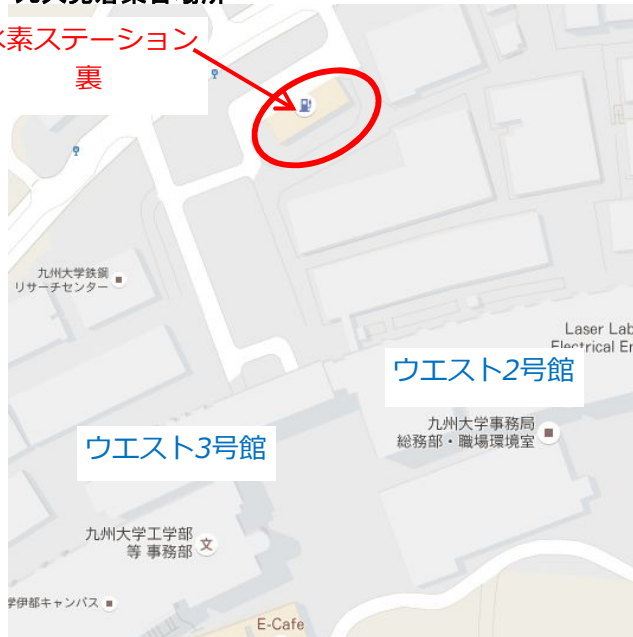 素ステーション
裏
九州大学鉄鋼
リサーチセンター
Laser Lab
Electrical En
ウエスト2号館
九州大学事務局
総務部・職場環境室
ウエスト3号館
九州大学工学部
等 事務部
文
学伊都キャンパス
E-Cafe